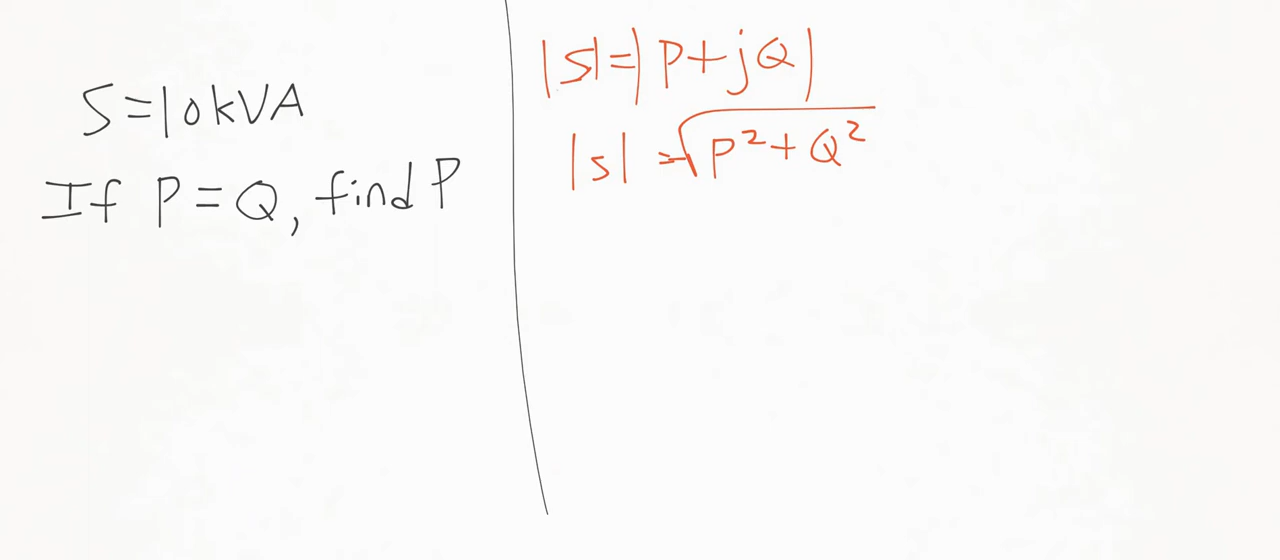 S=10kVA
If P=Q, find P
|S|=|P+jQ|
|s| =√P²+Q²